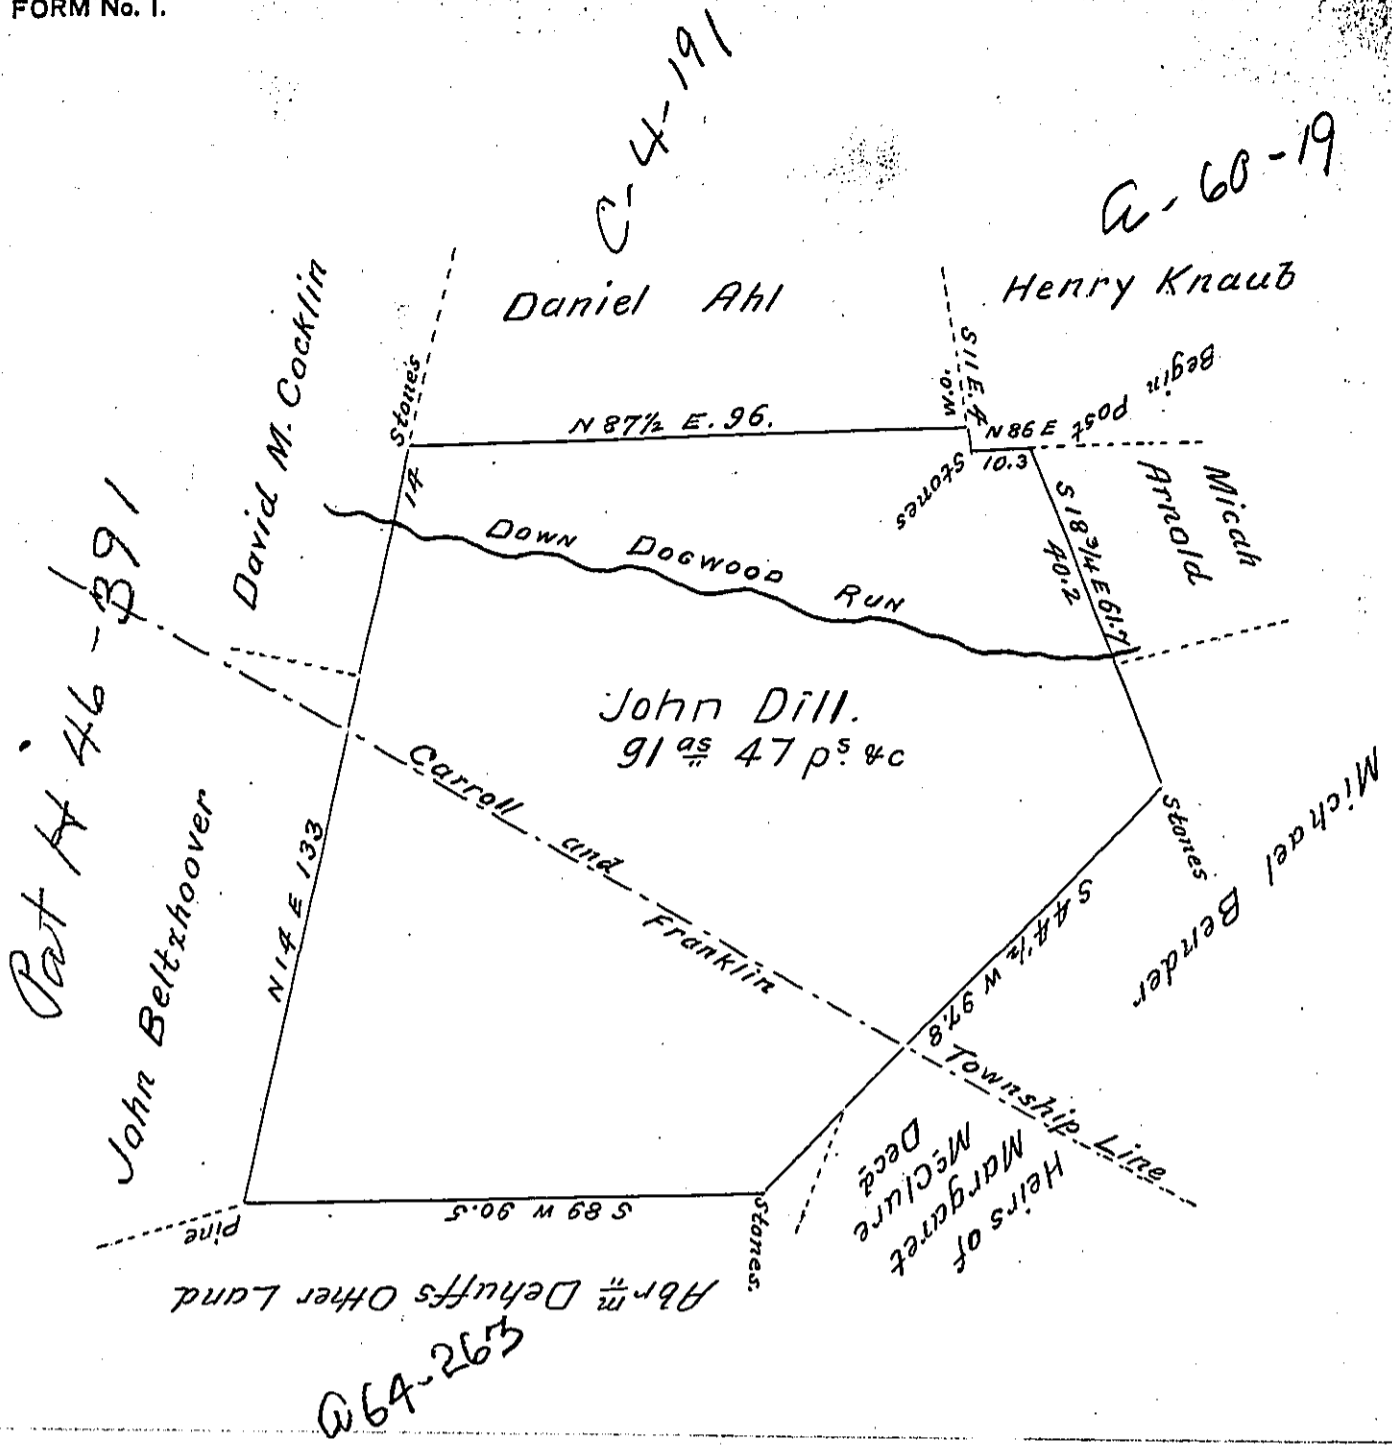 FORM No. 1.
C-4-191
a-60-19
Daniel Ahl
Henry Knaub
David M. Cocklin
Stones
S 11 E. 4
W.O.
Begin post
N 87½ E. 96.
N 86 E
10.3
Stones
14
Micah
Arnold
S 18¾ E 61.7
40.2
DOWN DOGWOOD RUN
Pat H 46-391
John Dill.
91 as 47 ps. &c
Carroll and Franklin Township Line
Stones
Michael Bender
John Beltzhoover
N 14 E 133
S 44½ W 97.8
Heirs of
Margaret
McClure
Decd
S 89 W 90.5
Pine
Stones.
Abrm Dehuffs Other Land
a64-263